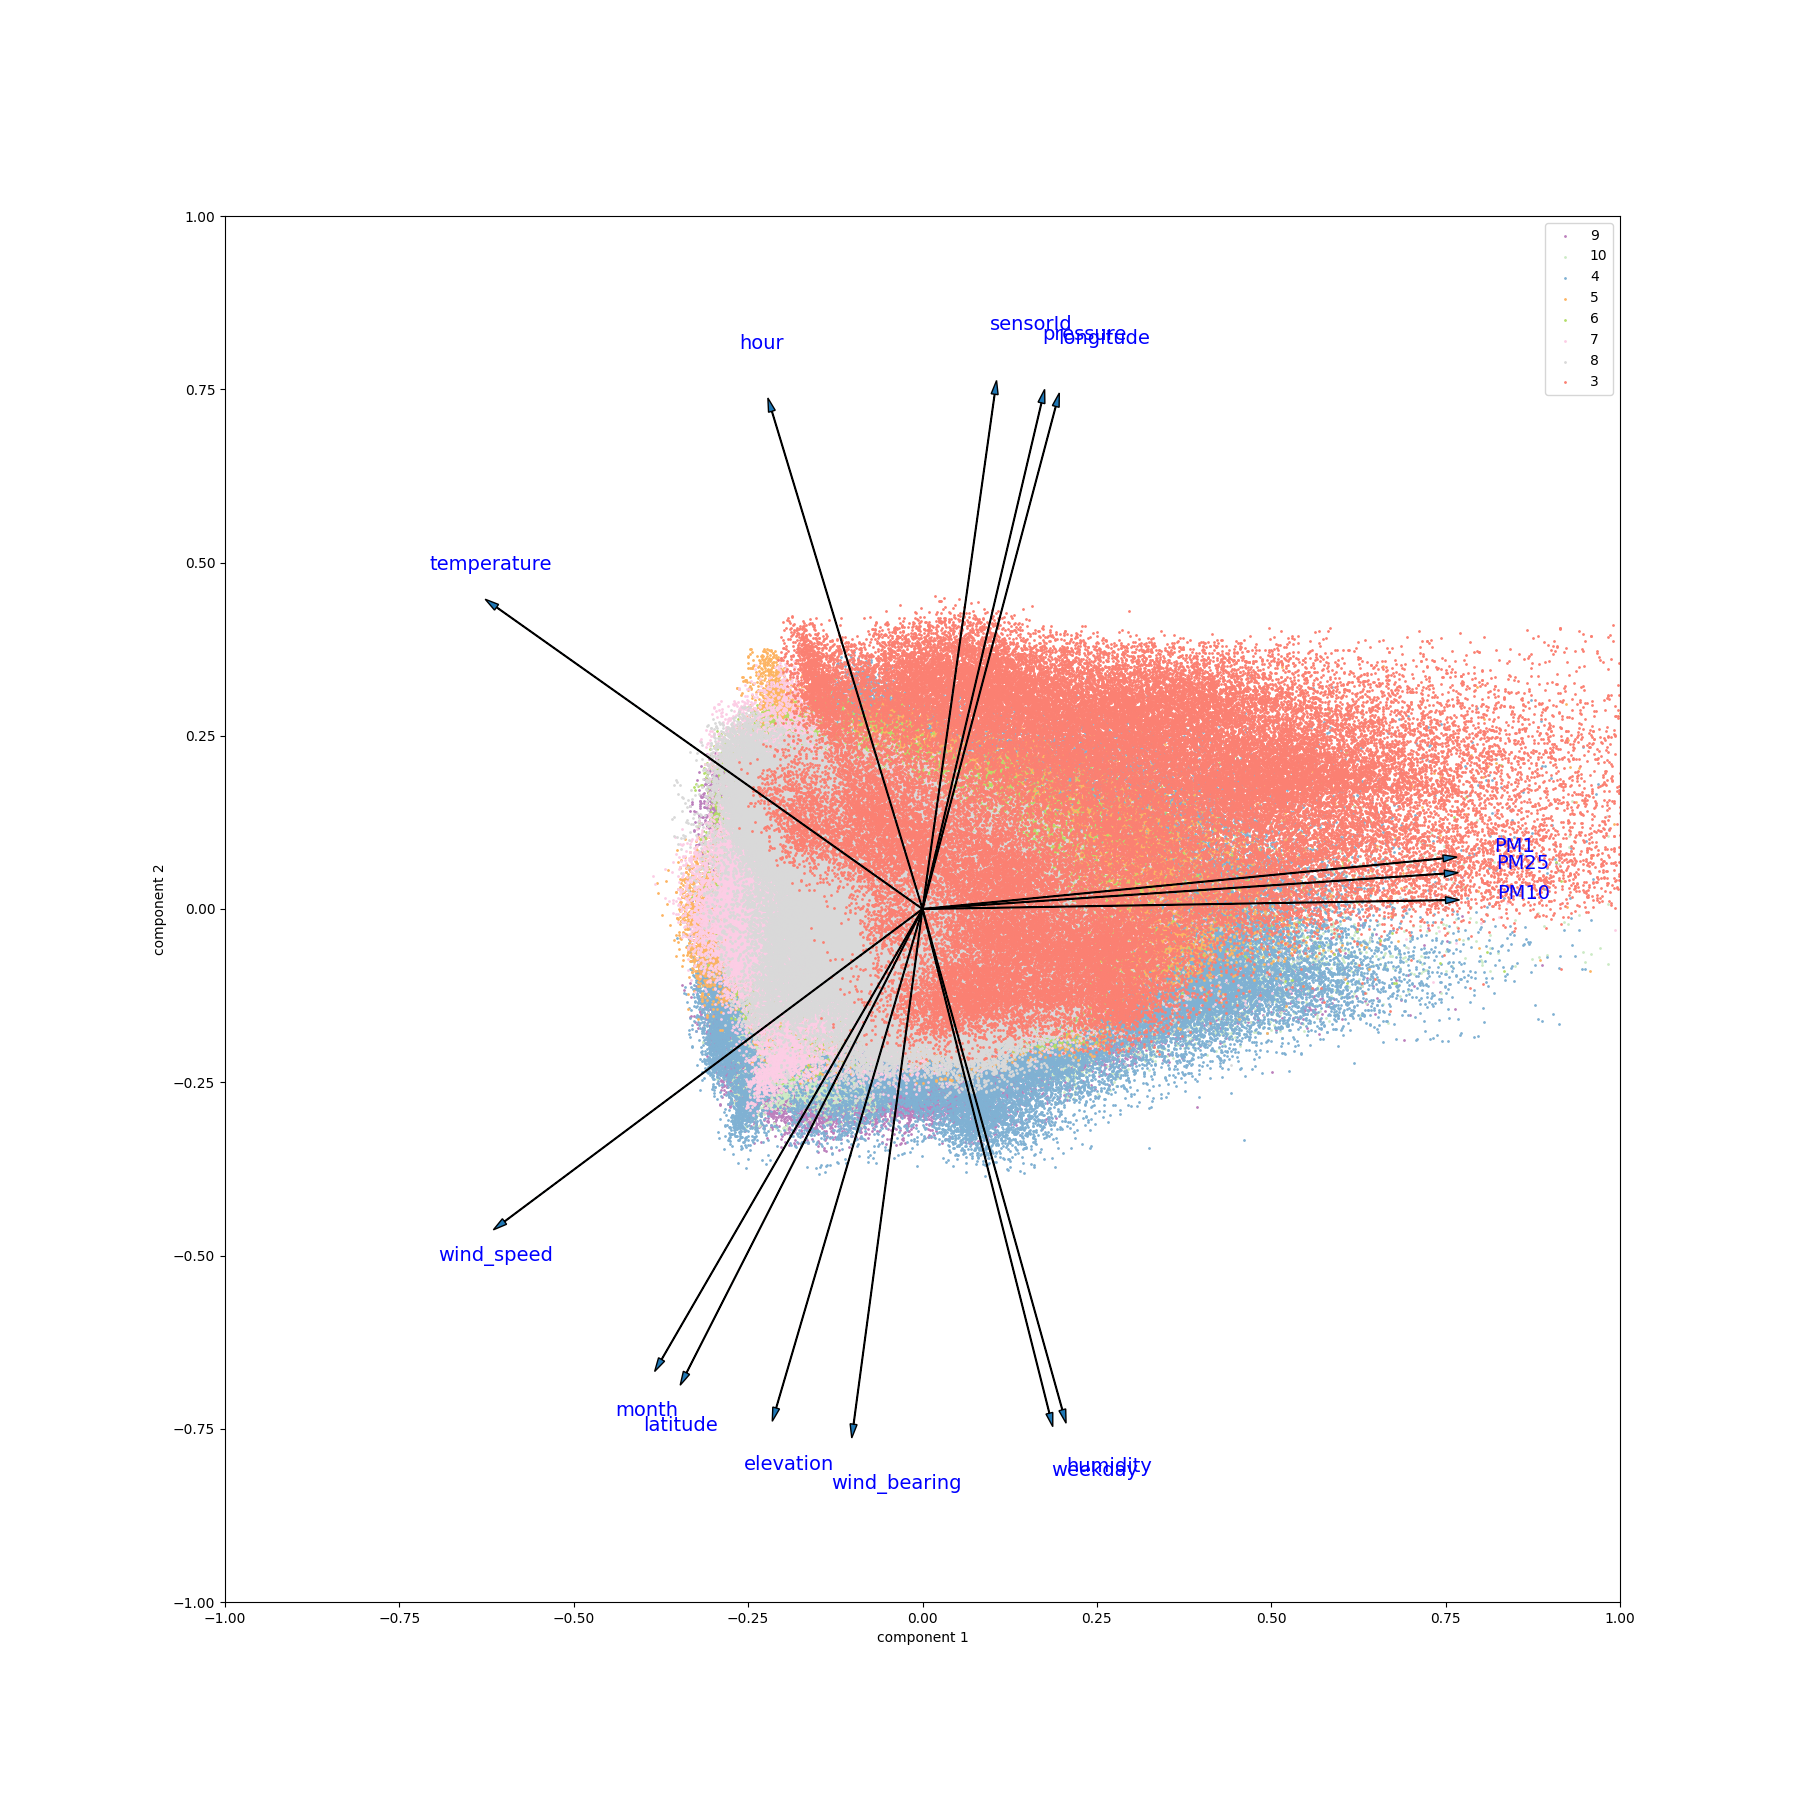 1.00
0.75
0.50
0.25
0.00
−0.25
−0.50
−0.75
−1.00
component 2
9
10
4
5
6
7
8
3
sensorId
pressure
longitude
hour
temperature
PM1
PM25
PM10
wind_speed
month
latitude
elevation
wind_bearing
humidity
weekday
−1.00 −0.75 −0.50 −0.25 0.00 0.25 0.50 0.75 1.00
component 1